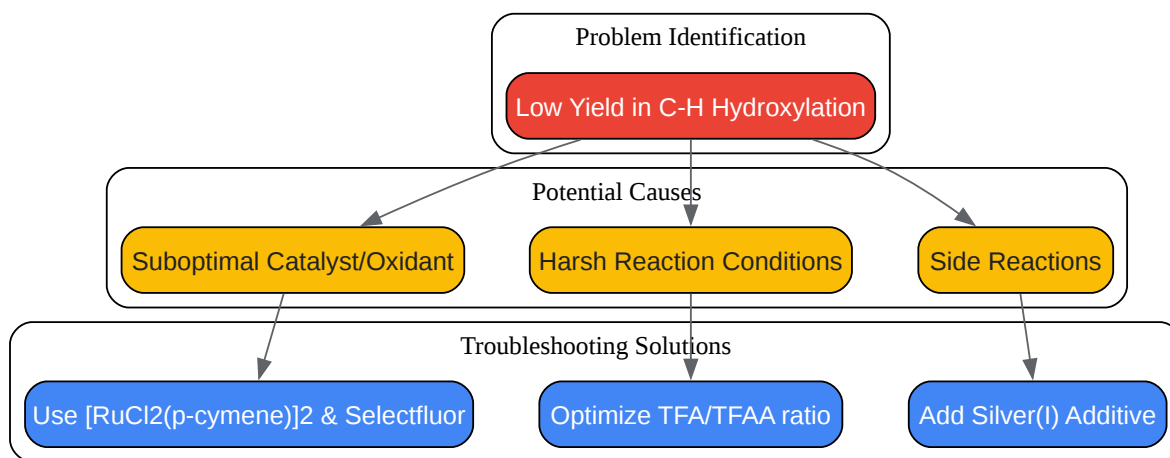 Problem Identification
Low Yield in C-H Hydroxylation
Potential Causes
Suboptimal Catalyst/Oxidant
Harsh Reaction Conditions
Side Reactions
Troubleshooting Solutions
Use [RuCl2(p-cymene)]2 & Selectfluor
Optimize TFA/TFAA ratio
Add Silver(I) Additive